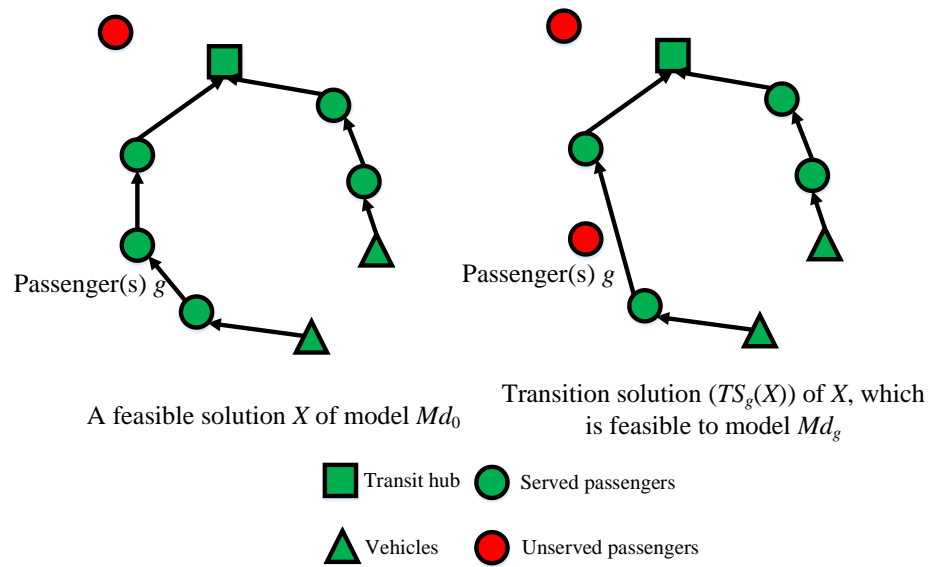 Passenger(s) g
Passenger(s) g
A feasible solution X of model Md0
Transition solution (TSg(X)) of X, which
is feasible to model Mdg
Transit hub
Served passengers
Vehicles
Unserved passengers